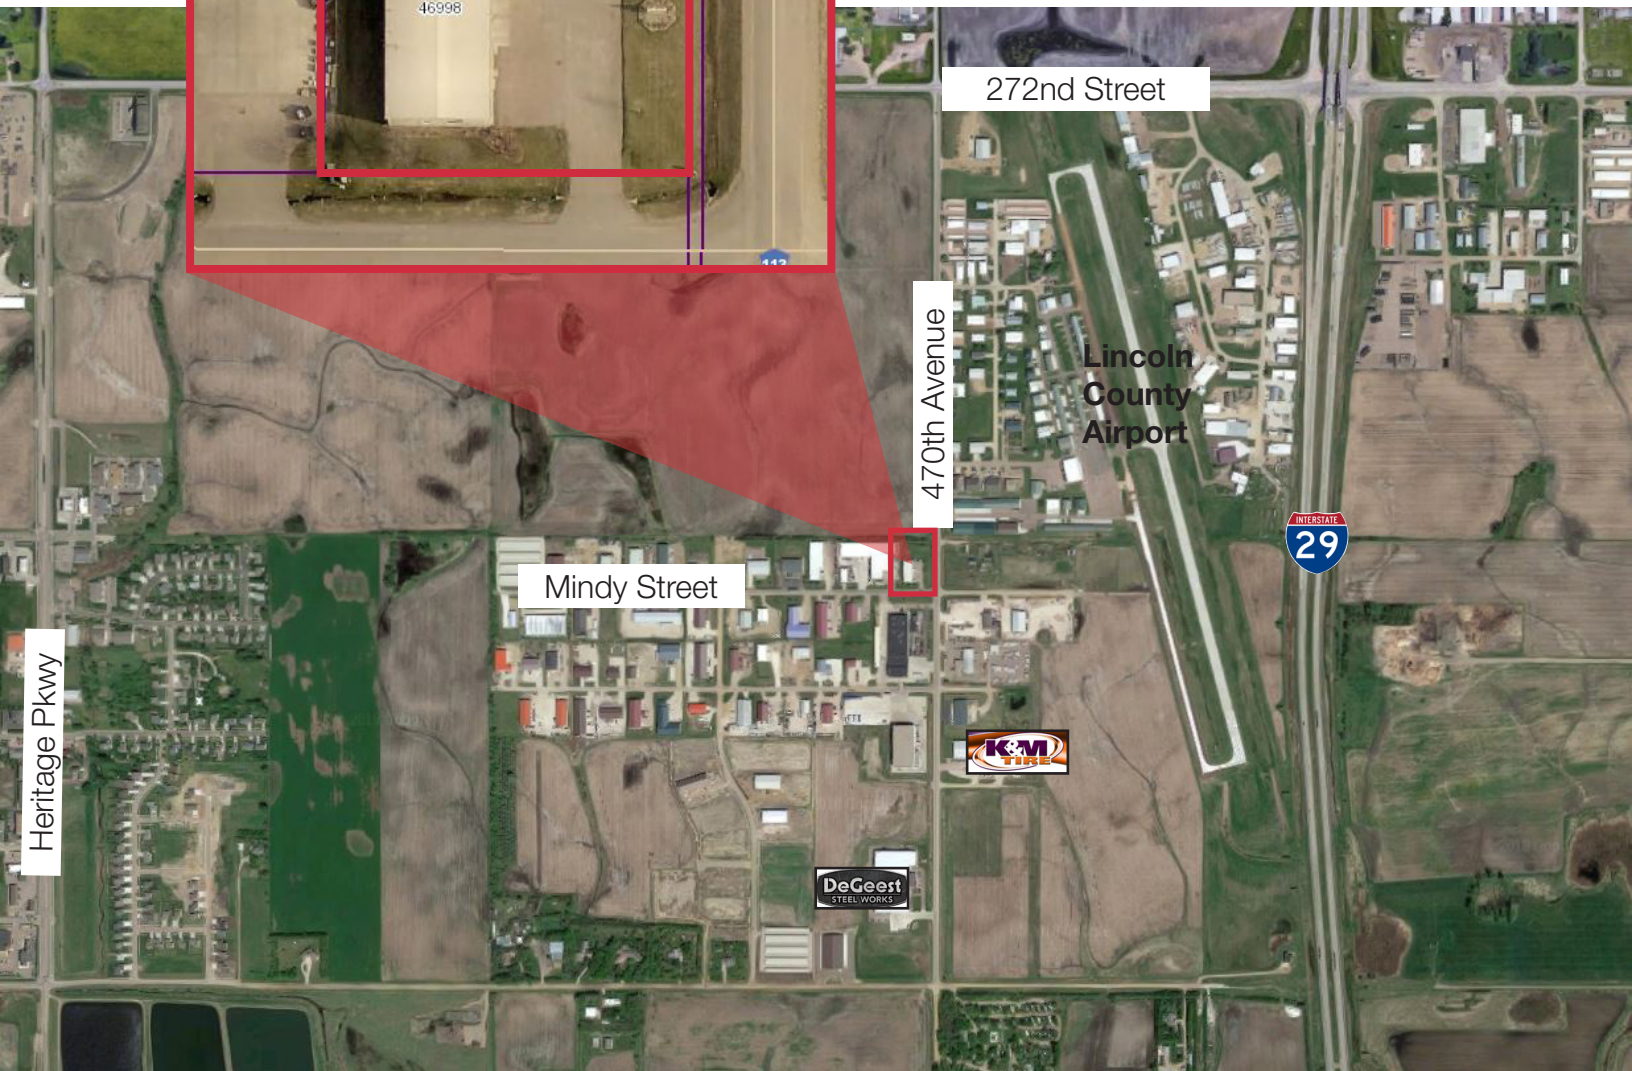 46998
272nd Street
470th Avenue
Lincoln
County
Airport
INTERSTATE
29
Mindy Street
Heritage Pkwy
K&M
TIRE
DeGeest
STEEL WORKS